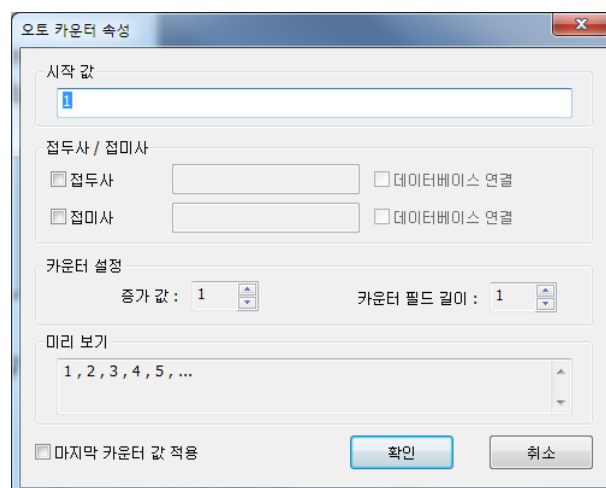 오토 카운터 속성
시작 값
1
접두사 / 접미사
접두사
데이터베이스 연결
접미사
데이터베이스 연결
카운터 설정
증가 값 : 1
카운터 필드 길이 : 1
미리 보기
1 , 2 , 3 , 4 , 5 , ...
마지막 카운터 값 적용
확인
취소